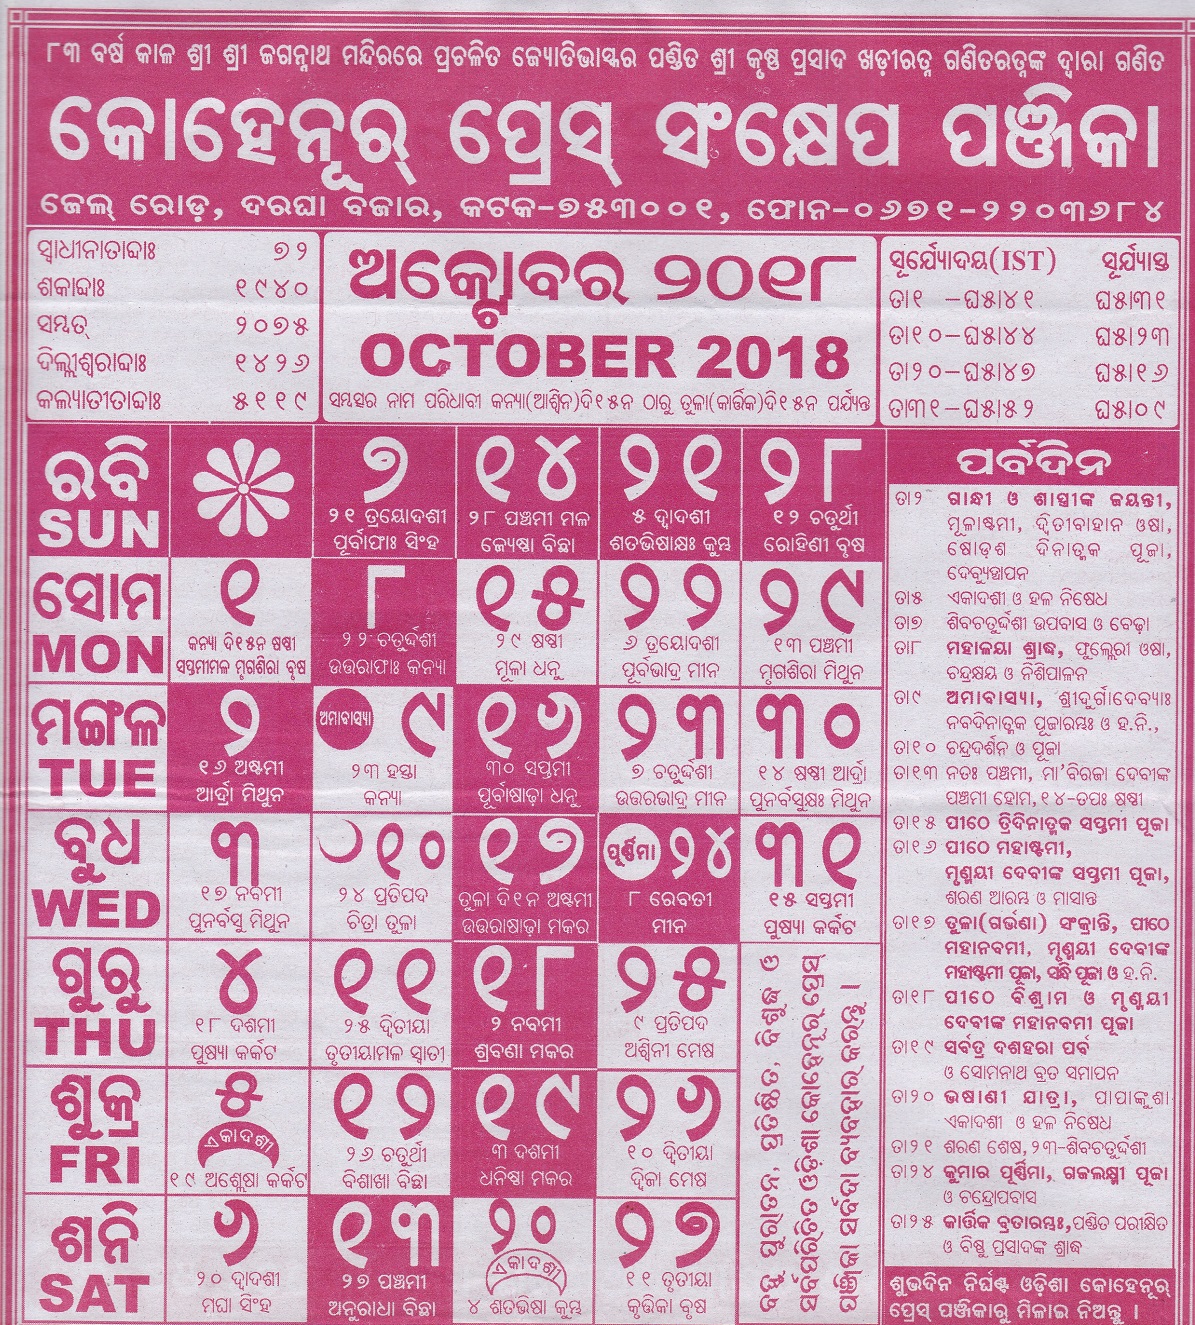 ୮୩ ବର୍ଷ କାଳ ଶ୍ରୀ ଶ୍ରୀ ଜଗନ୍ନାଥ ମନ୍ଦିରରେ ପ୍ରଚଳିତ ଜ୍ୟୋତିଭାସ୍କର ପଣ୍ଡିତ ଶ୍ରୀ କୃଷ୍ଣ ପ୍ରସାଦ ଖଡ଼ୀରତ୍ନ ଗଣିତରତ୍ନଙ୍କ ଦ୍ୱାରା ଗଣିତ
କୋହେନୂର୍ ପ୍ରେସ୍ ସଂକ୍ଷେପ ପଞ୍ଜିକା
ଜେଲ୍ ରୋଡ଼, ଦରଘା ବଜାର, କଟକ-୭୫୩୦୦୧, ଫୋନ-୦୬୭୧-୨୨୦୩୬୮୪
ସ୍ୱାଧୀନାତାବ୍ଦାଃ ୭୨
ଶକାବ୍ଦାଃ ୧୯୪୦
ସମ୍ବତ୍ ୨୦୭୫
ଦିଲ୍ଲୀଶ୍ୱରାବ୍ଦାଃ ୧୪୨୬
କଲ୍ୟାତୀତାବ୍ଦାଃ ୫୧୧୯
ଅକ୍ଟୋବର ୨୦୧୮
OCTOBER 2018
ସମ୍ବତ୍ସର ନାମ ପରିଧାବୀ କନ୍ୟା(ଆଶ୍ୱିନ)ଦି୧୫ନ ଠାରୁ ତୁଳା(କାର୍ତ୍ତିକ)ଦି୧୫ନ ପର୍ଯ୍ୟନ୍ତ
ସୂର୍ଯ୍ୟୋଦୟ(IST) ସୂର୍ଯ୍ୟାସ୍ତ
ତା୧ -ଘ୫।୪୧ ଘ୫।୩୧
ତା୧୦-ଘ୫।୪୪ ଘ୫।୨୩
ତା୨୦-ଘ୫।୪୭ ଘ୫।୧୬
ତା୩୧-ଘ୫।୫୨ ଘ୫।୦୯
ରବି ୭ ୧୪ ୨୧ ୨୮
SUN ୨୧ ତ୍ରୟୋଦଶୀ ୨୮ ପଞ୍ଚମୀ ମଳ ୫ ଦ୍ୱାଦଶୀ ୧୨ ଚତୁର୍ଥୀ
ପୂର୍ବାଫାଃ ସିଂହ ଜ୍ୟେଷ୍ଠା ବିଛା ଶତଭିଷାକ୍ଷଃ କୁମ୍ଭ ରୋହିଣୀ ବୃଷ
ସୋମ ୧ ୮ ୧୫ ୨୨ ୨୯
MON କନ୍ୟା ଦି୧୫ନ ଷଷ୍ଠୀ ୨୨ ଚତୁର୍ଦ୍ଦଶୀ ୨୯ ଷଷ୍ଠୀ ୬ ତ୍ରୟୋଦଶୀ ୧୩ ପଞ୍ଚମୀ
ସପ୍ତମୀମଳ ମୃଗଶିରା ବୃଷ ଉତ୍ତରାଫାଃ କନ୍ୟା ମୂଳା ଧନୁ ପୂର୍ବଭାଦ୍ର ମୀନ ମୃଗଶିରା ମିଥୁନ
ମଙ୍ଗଳ ୨ ଅମାବାସ୍ୟା ୯ ୧୬ ୨୩ ୩୦
TUE ୧୬ ଅଷ୍ଟମୀ ୨୩ ହସ୍ତା ୩୦ ସପ୍ତମୀ ୭ ଚତୁର୍ଦ୍ଦଶୀ ୧୪ ଷଷ୍ଠୀ ଆର୍ଦ୍ରା
ଆର୍ଦ୍ରା ମିଥୁନ କନ୍ୟା ପୂର୍ବାଷାଢ଼ା ଧନୁ ଉତ୍ତରଭାଦ୍ର ମୀନ ପୁନର୍ବସୁକ୍ଷଃ ମିଥୁନ
ବୁଧ ୩ ୧୦ ୧୭ ପୂର୍ଣ୍ଣିମା ୨୪ ୩୧
WED ୧୭ ନବମୀ ୨୪ ପ୍ରତିପଦ ତୁଳା ଦି୧ନ ଅଷ୍ଟମୀ ୮ ରେବତୀ ୧୫ ସପ୍ତମୀ
ପୁନର୍ବସୁ ମିଥୁନ ଚିତ୍ରା ତୁଳା ଉତ୍ତରାଷାଢ଼ା ମକର ମୀନ ପୁଷ୍ୟା କର୍କଟ
ଗୁରୁ ୪ ୧୧ ୧୮ ୨୫
THU ୧୮ ଦଶମୀ ୨୫ ଦ୍ୱିତୀୟା ୨ ନବମୀ ୯ ପ୍ରତିପଦ
ପୁଷ୍ୟା କର୍କଟ ତୃତୀୟାମଳ ସ୍ୱାତୀ ଶ୍ରବଣା ମକର ଅଶ୍ୱିନୀ ମେଷ
ଶୁକ୍ର ୫ ୧୨ ୧୯ ୨୬
ଏକାଦଶୀ
FRI ୧୯ ଅଶ୍ଲେଷା କର୍କଟ ୨୬ ଚତୁର୍ଥୀ ୩ ଦଶମୀ ୧୦ ଦ୍ୱିତୀୟା
ବିଶାଖା ବିଛା ଧନିଷ୍ଠା ମକର ଦ୍ୱିଜା ମେଷ
ଶନି ୬ ୧୩ ୨୦ ୨୭
ଏକାଦଶୀ
SAT ୨୦ ଦ୍ୱାଦଶୀ ୨୭ ପଞ୍ଚମୀ ୪ ଶତଭିଷା କୁମ୍ଭ ୧୧ ତୃତୀୟା
ମଘା ସିଂହ ଅନୁରାଧା ବିଛା କୃତ୍ତିକା ବୃଷ
ବହୁ ପୁରାତନ, ପ୍ରତିଷ୍ଠିତ, ବିଶୁଦ୍ଧ ଓ
ସର୍ବପରିଚିତ ଓଡ଼ିଶା କୋହେନୂର୍ ପ୍ରେସ୍
ପଞ୍ଜିକା ସର୍ବଦା ବ୍ୟବହାର କରନ୍ତୁ ।
ପର୍ବଦିନ
ତା୨ ଗାନ୍ଧୀ ଓ ଶାସ୍ତ୍ରୀଙ୍କ ଜୟନ୍ତୀ,
ମୂଳାଷ୍ଟମୀ, ଦ୍ୱିତୀବାହାନ ଓଷା,
ଷୋଡ଼ଶ ଦିନାତ୍ମକ ପୂଜା,
ଦେବ୍ୟୁତ୍ଥାପନ
ତା୫ ଏକାଦଶୀ ଓ ହଳ ନିଷେଧ
ତା୭ ଶିବଚତୁର୍ଦ୍ଦଶୀ ଉପବାସ ଓ ବେଢ଼ା
ତା୮ ମହାଳୟା ଶ୍ରାଦ୍ଧ, ଫୁଲ୍ଲେରୀ ଓଷା,
ଚନ୍ଦ୍ରକ୍ଷୟ ଓ ନିଶିପାଳନ
ତା୯ ଅମାବାସ୍ୟା, ଶ୍ରୀଦୁର୍ଗାଦେବ୍ୟାଃ
ନବଦିନାତ୍ମକ ପୂଜାରମ୍ଭଃ ଓ ହ.ନି.,
ତା୧୦ ଚନ୍ଦ୍ରଦର୍ଶନ ଓ ପୂଜା
ତା୧୩ ନତଃ ପଞ୍ଚମୀ, ମା'ବିରଜା ଦେବୀଙ୍କ
ପଞ୍ଚମୀ ହୋମ, ୧୪-ତପଃ ଷଷ୍ଠୀ
ତା୧୫ ପୀଠେ ତ୍ରିଦିନାତ୍ମକ ସପ୍ତମୀ ପୂଜା
ତା୧୬ ପୀଠେ ମହାଷ୍ଟମୀ,
ମୃଣ୍ମୟୀ ଦେବୀଙ୍କ ସପ୍ତମୀ ପୂଜା,
ଶରଣ ଆରମ୍ଭ ଓ ମାସାନ୍ତ
ତା୧୭ ତୁଳା(ଗର୍ଭଣା) ସଂକ୍ରାନ୍ତି, ପୀଠେ
ମହାନବମୀ, ମୃଣ୍ମୟୀ ଦେବୀଙ୍କ
ମହାଷ୍ଟମୀ ପୂଜା, ସନ୍ଧି ପୂଜା ଓ ହ.ନି.
ତା୧୮ ପୀଠେ ବିଶ୍ରାମ ଓ ମୃଣ୍ମୟୀ
ଦେବୀଙ୍କ ମହାନବମୀ ପୂଜା
ତା୧୯ ସର୍ବତ୍ର ଦଶହରା ପର୍ବ
ଓ ସୋମନାଥ ବ୍ରତ ସମାପନ
ତା୨୦ ଭଷାଣୀ ଯାତ୍ରା, ପାପାଙ୍କୁଶା
ଏକାଦଶୀ ଓ ହଳ ନିଷେଧ
ତା୨୧ ଶରଣ ଶେଷ, ୨୩-ଶିବଚତୁର୍ଦ୍ଦଶୀ
ତା୨୪ କୁମାର ପୂର୍ଣ୍ଣିମା, ଗଜଲକ୍ଷ୍ମୀ ପୂଜା
ଓ ଚନ୍ଦ୍ରୋପବାସ
ତା୨୫ କାର୍ତ୍ତିକ ବ୍ରତାରମ୍ଭଃ,ପଣ୍ଡିତ ପରୀକ୍ଷିତ
ଓ ବିଷ୍ଣୁ ପ୍ରସାଦଙ୍କ ଶ୍ରାଦ୍ଧ
ଶୁଭଦିନ ନିର୍ଘଣ୍ଟ ଓଡ଼ିଶା କୋହେନୂର୍
ପ୍ରେସ୍ ପଞ୍ଜିକାରୁ ମିଳାଇ ନିଅନ୍ତୁ ।